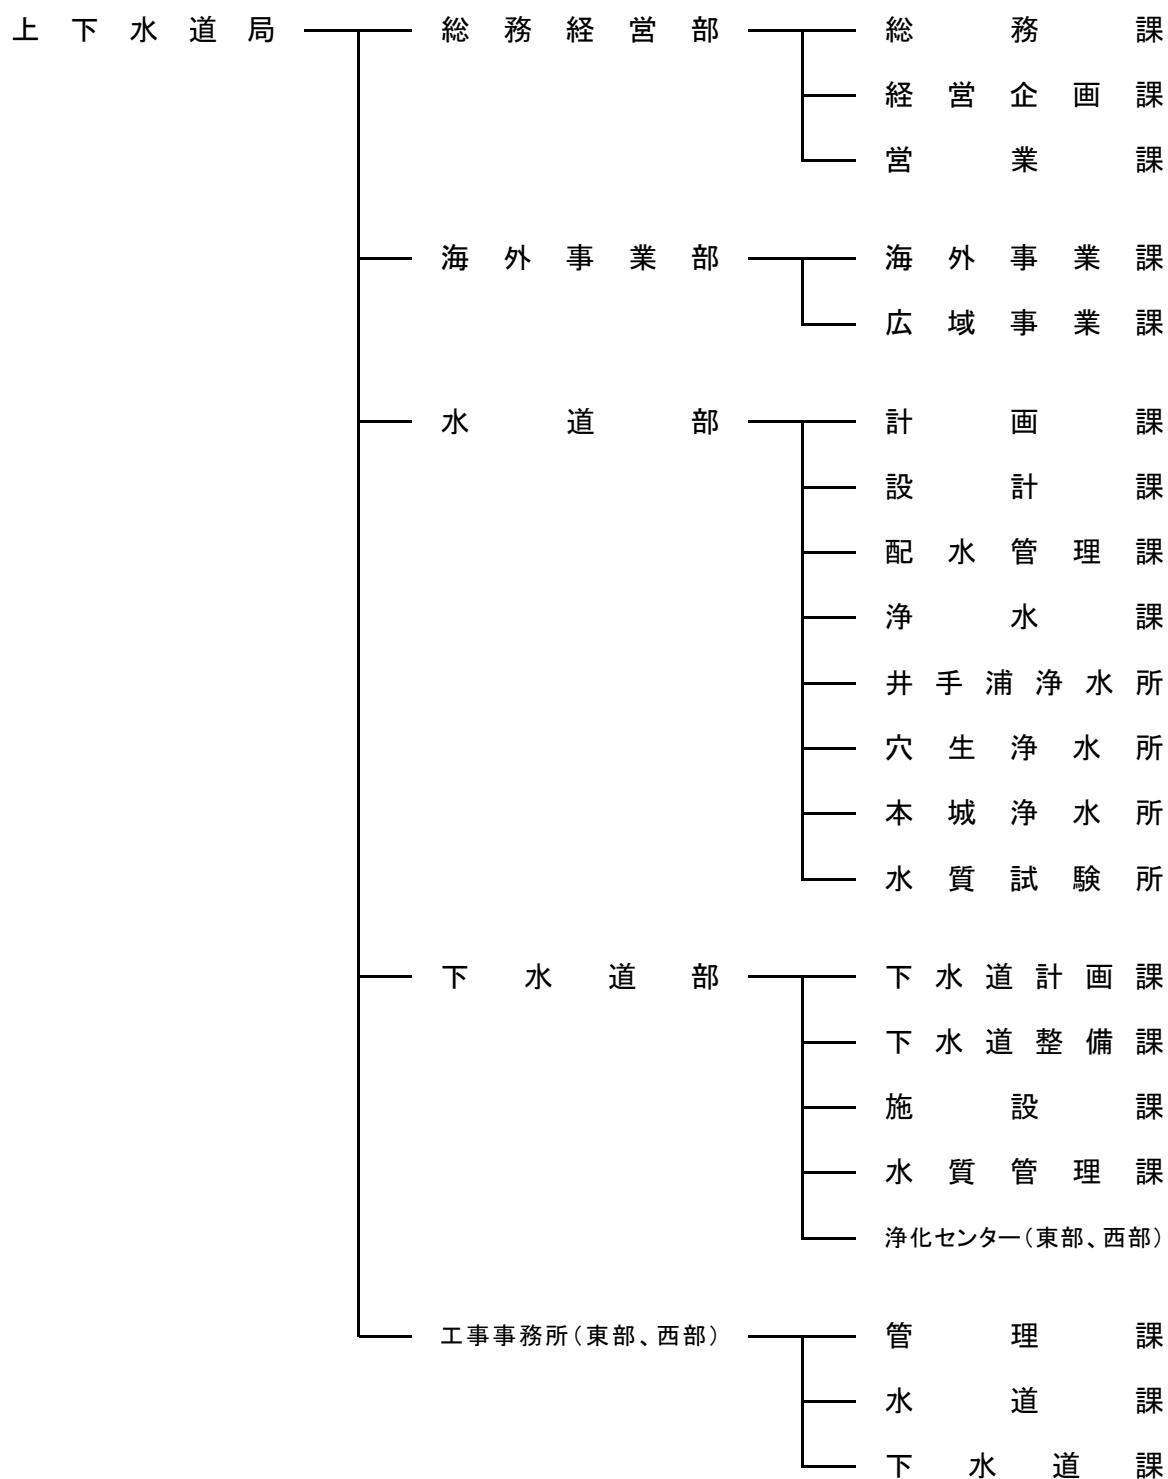 上下水道局 総務経営部 総務課
経営企画課
営業課
海外事業部 海外事業課
広域事業課
水道部 計画課
設計課
配水管理課
浄水課
井手浦浄水所
穴生浄水所
本城浄水所
水質試験所
下水道部 下水道計画課
下水道整備課
施設課
水質管理課
浄化センター(東部、西部)
工事事務所(東部、西部) 管理課
水道課
下水道課